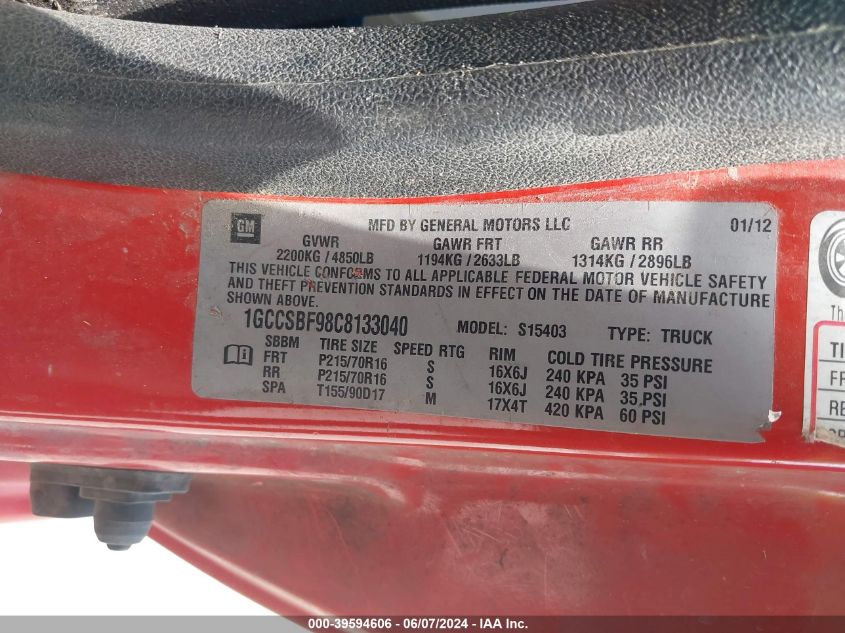 GM MFD BY GENERAL MOTORS LLC 01/12
GVWR GAWR FRT GAWR RR
2200KG / 4850LB 1194KG / 2633LB 1314KG / 2896LB
THIS VEHICLE CONFORMS TO ALL APPLICABLE FEDERAL MOTOR VEHICLE SAFETY
AND THEFT PREVENTION STANDARDS IN EFFECT ON THE DATE OF MANUFACTURE
SHOWN ABOVE.
1GCCSBF98C8133040 MODEL: S15403 TYPE: TRUCK
SBBM TIRE SIZE SPEED RTG RIM COLD TIRE PRESSURE
FRT P215/70R16 S 16X6J 240 KPA 35 PSI
RR P215/70R16 S 16X6J 240 KPA 35 PSI
SPA T155/90D17 M 17X4T 420 KPA 60 PSI
The
TI
FR
RE
000-39594606 - 06/07/2024 - IAA, Inc.